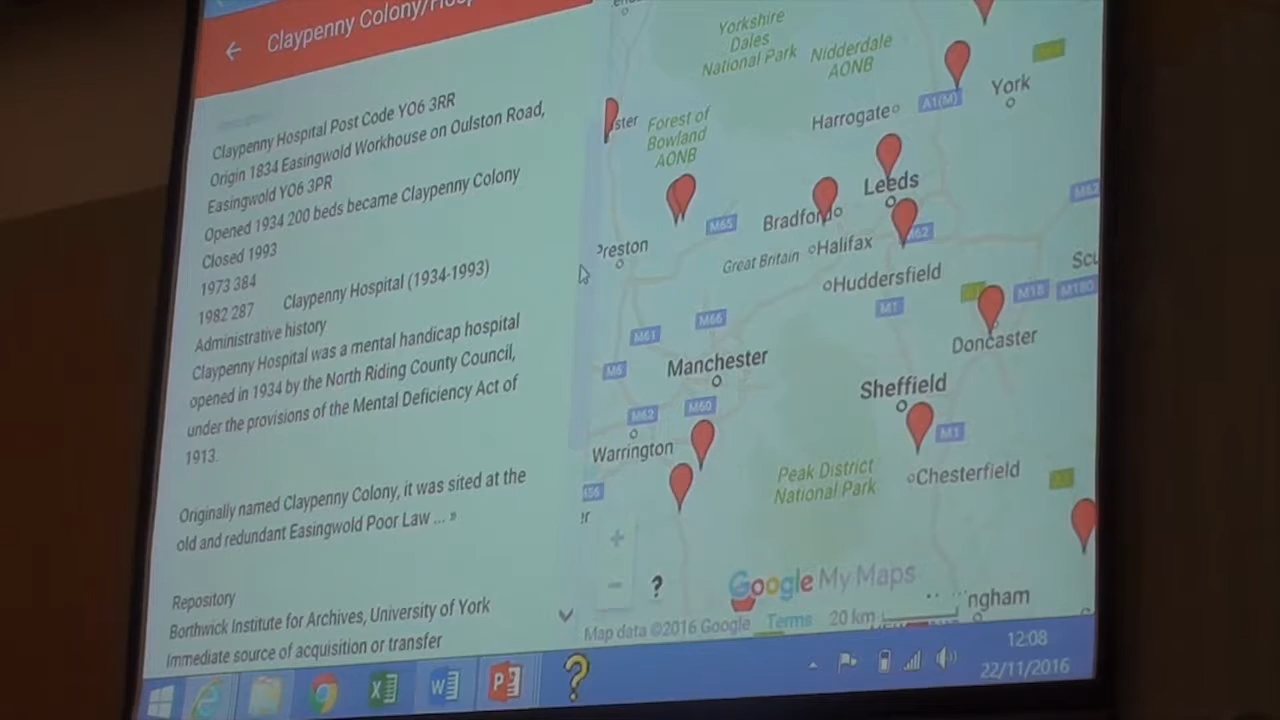 Claypenny Colony/Hosp
Claypenny Hospital Post Code YO6 3RR
Origin 1834 Easingwold Workhouse on Oulston Road,
Easingwold YO6 3PR
Opened 1934 200 beds became Claypenny Colony
Closed 1993
1973 384
1982 287 Claypenny Hospital (1934-1993)
Administrative history
Claypenny Hospital was a mental handicap hospital
opened in 1934 by the North Riding County Council,
under the provisions of the Mental Deficiency Act of
1913.
Originally named Claypenny Colony, it was sited at the
old and redundant Easingwold Poor Law ... »
Repository
Borthwick Institute for Archives, University of York
Immediate source of acquisition or transfer
Yorkshire
Dales
National Park
Nidderdale
AONB
York
A1(M)
Harrogate
ster
Forest of
Bowland
AONB
Leeds
M62
Bradford
M65
M62
Preston
Great Britain
Halifax
Huddersfield
Scu
M18
M180
M1
M66
M61
Doncaster
Manchester
M6
Sheffield
M60
M62
M1
Warrington
Peak District
National Park
Chesterfield
M56
er
+
−
?
Google My Maps
ngham
Map data ©2016 Google
Terms
20 km
12:08
22/11/2016